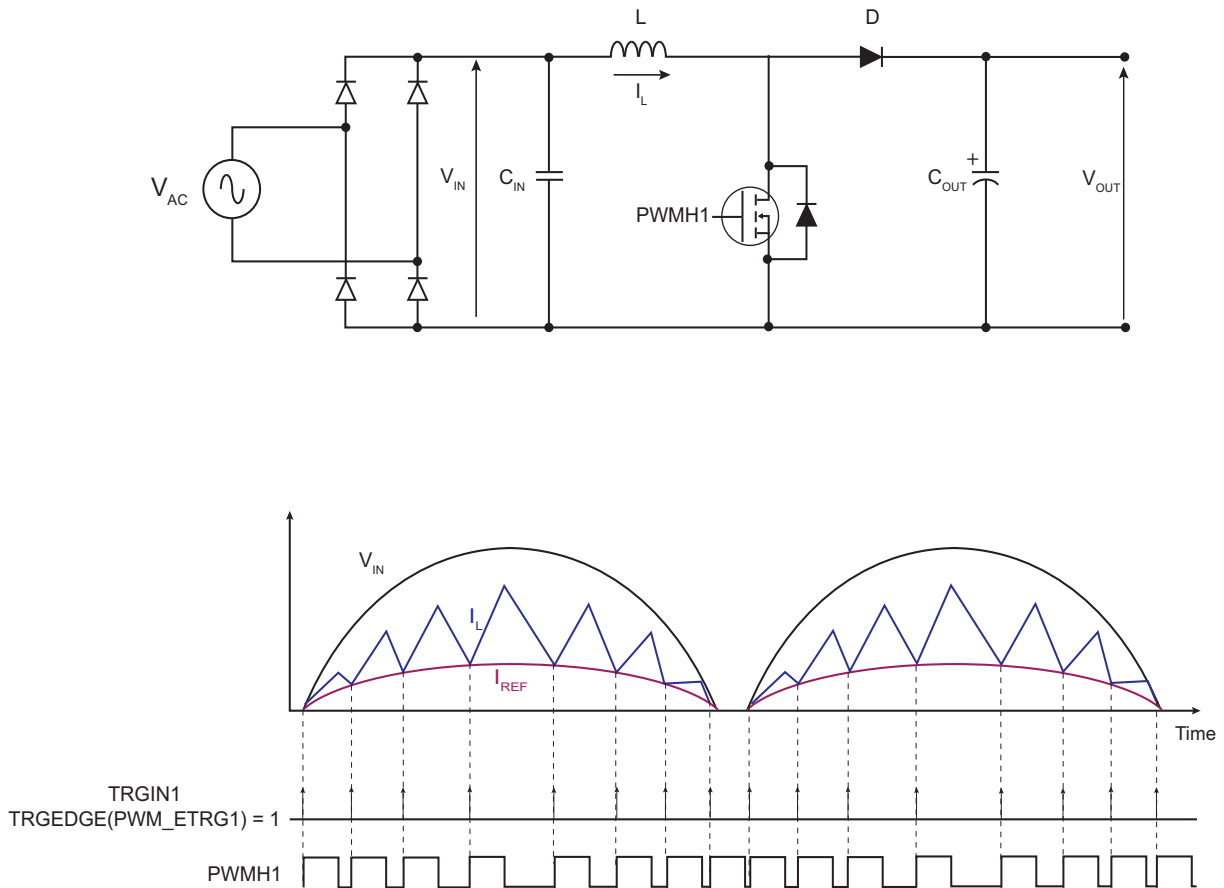 L
D
I_L
V_AC
V_IN
C_IN
PWMH1
+
C_OUT
V_OUT
V_IN
I_L
I_REF
Time
TRGIN1
TRGEDGE(PWM_ETRG1) = 1
PWMH1